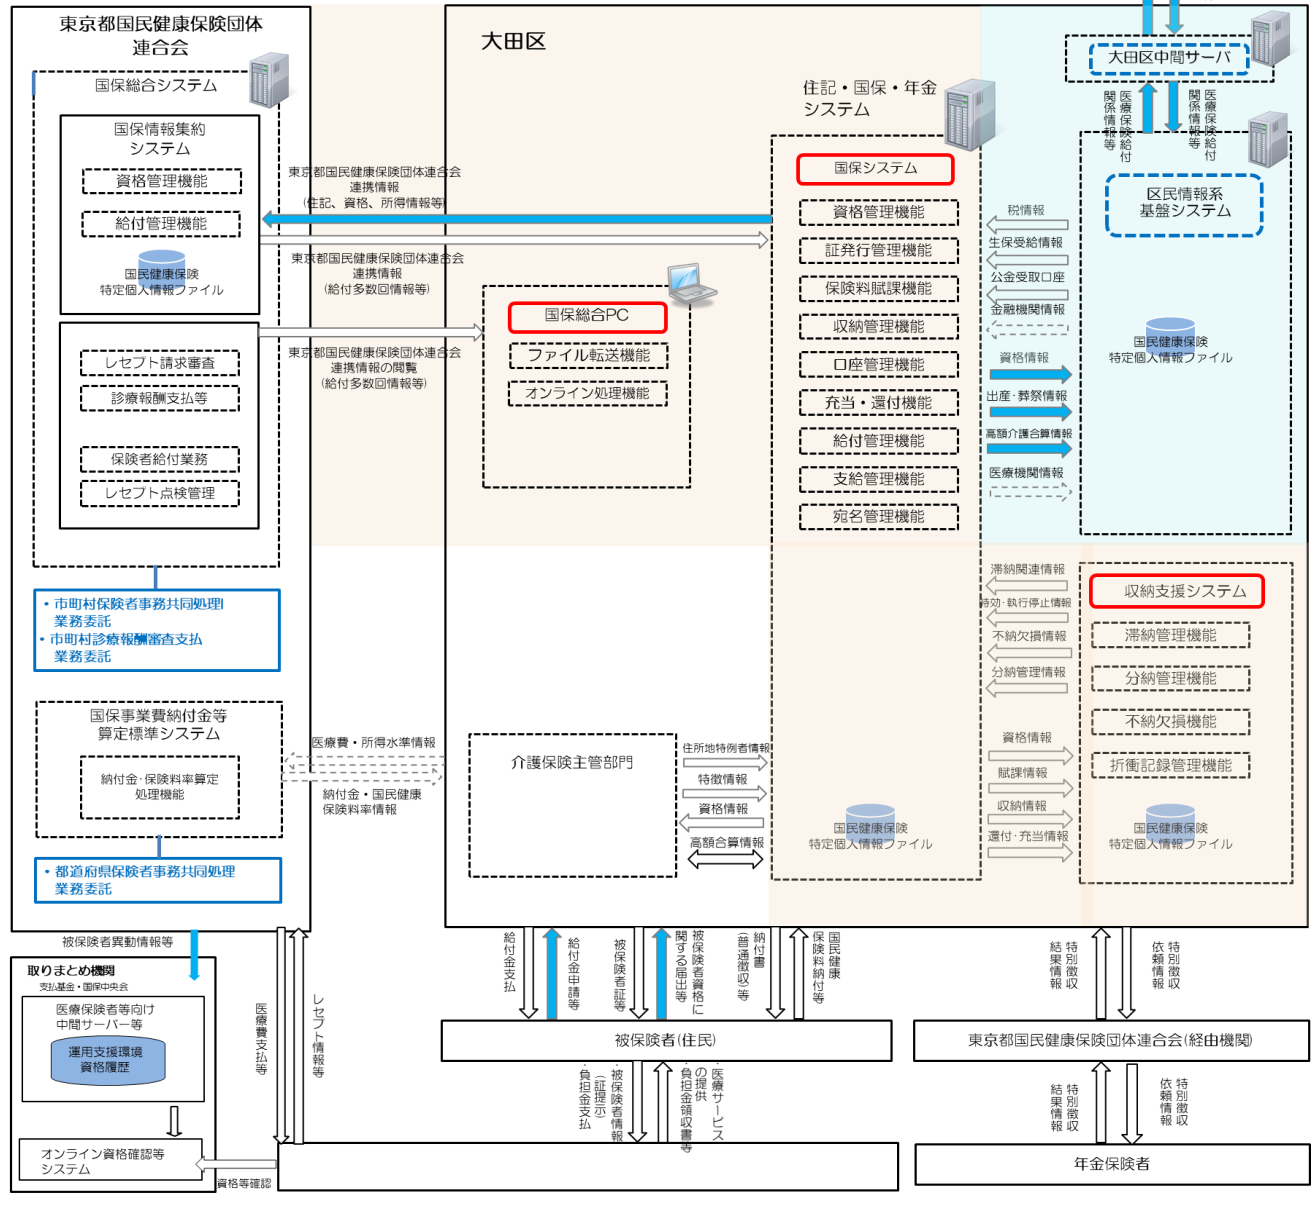 東京都国民健康保険団体
連合会
国保総合システム
国保情報集約
システム
資格管理機能
給付管理機能
国民健康保険
特定個人情報ファイル
レセプト請求審査
診療報酬支払等
保険者給付業務
レセプト点検管理
・市町村保険者事務共同処理
業務委託
・市町村診療報酬審査支払
業務委託
国保事業費納付金等
算定標準システム
納付金・保険料率算定
処理機能
・都道府県保険者事務共同処理
業務委託
東京都国民健康保険団体連合会
連携情報
(住記、資格、所得情報等)
東京都国民健康保険団体連合会
連携情報
(給付多数回情報等)
東京都国民健康保険団体連合会
連携情報の閲覧
(給付多数回情報等)
医療費・所得水準情報
納付金・国民健康
保険料率情報
大田区
国保総合PC
ファイル転送機能
オンライン処理機能
住記・国保・年金
システム
国保システム
資格管理機能
証発行管理機能
保険料賦課機能
収納管理機能
口座管理機能
充当・還付機能
給付管理機能
支給管理機能
宛名管理機能
国民健康保険
特定個人情報ファイル
介護保険主管部門
住所地特例者情報
特徴情報
資格情報
高額合算情報
大田区中間サーバ
医療保険給付
関係情報等
医療保険給付
関係情報等
区民情報系
基盤システム
国民健康保険
特定個人情報ファイル
税情報
生保受給情報
公金受取口座
金融機関情報
資格情報
出産・葬祭情報
高額介護合算情報
医療機関情報
滞納関連情報
時効・執行停止情報
不納欠損情報
分納管理情報
資格情報
賦課情報
収納情報
還付・充当情報
収納支援システム
滞納管理機能
分納管理機能
不納欠損機能
折衝記録管理機能
国民健康保険
特定個人情報ファイル
被保険者異動情報等
取りまとめ機関
支払基金・国保中央会
医療保険者等向け
中間サーバー等
運用支援環境
資格履歴
オンライン資格確認等
システム
資格等確認
医療費支払等
レセプト情報等
給付金支払
給付金申請等
被保険者証等
被保険者資格に
関する届出等
納付書
(普通徴収)等
国民健康
保険料納付等
特別徴収
結果情報
特別徴収
依頼情報
被保険者(住民)
東京都国民健康保険団体連合会(経由機関)
・被保険者情報
(証提示)
・負担金支払
・医療サービス
の提供
・負担金領収書等
特別徴収
結果情報
特別徴収
依頼情報
年金保険者